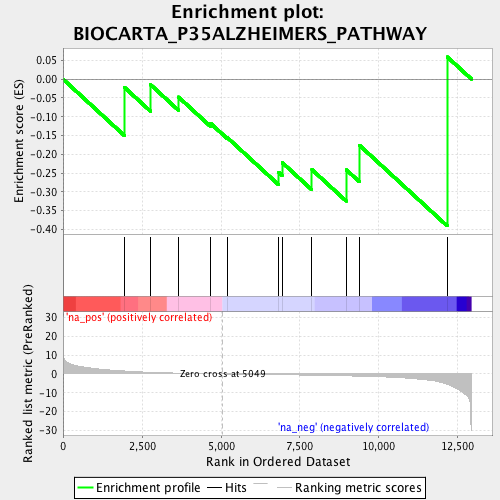 Enrichment plot:
BIOCARTA_P35ALZHEIMERS_PATHWAY
Enrichment score (ES)
0.05
0.00
-0.05
-0.10
-0.15
-0.20
-0.25
-0.30
-0.35
-0.40
'na_pos' (positively correlated)
Ranked list metric (PreRanked)
30
20
10
0
-10
-20
-30
Zero cross at 5049
'na_neg' (negatively correlated)
0
2,500
5,000
7,500
10,000
12,500
Rank in Ordered Dataset
Enrichment profile
Hits
Ranking metric scores